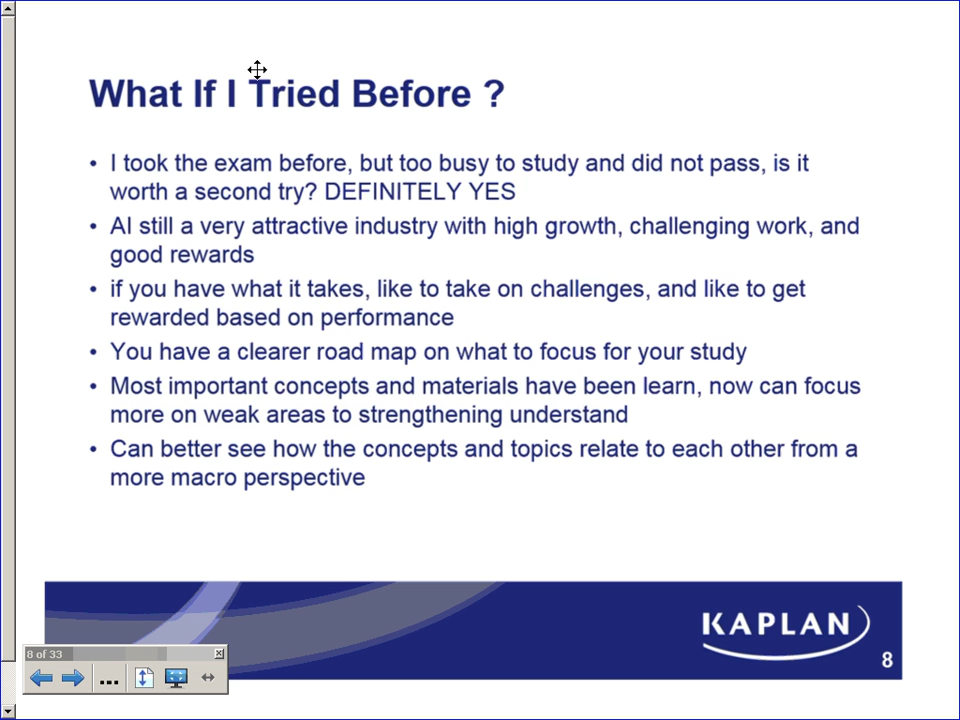 What If I Tried Before ?
• I took the exam before, but too busy to study and did not pass, is it
worth a second try? DEFINITELY YES
• AI still a very attractive industry with high growth, challenging work, and
good rewards
• if you have what it takes, like to take on challenges, and like to get
rewarded based on performance
• You have a clearer road map on what to focus for your study
• Most important concepts and materials have been learn, now can focus
more on weak areas to strengthening understand
• Can better see how the concepts and topics relate to each other from a
more macro perspective
KAPLAN
8
8 of 33